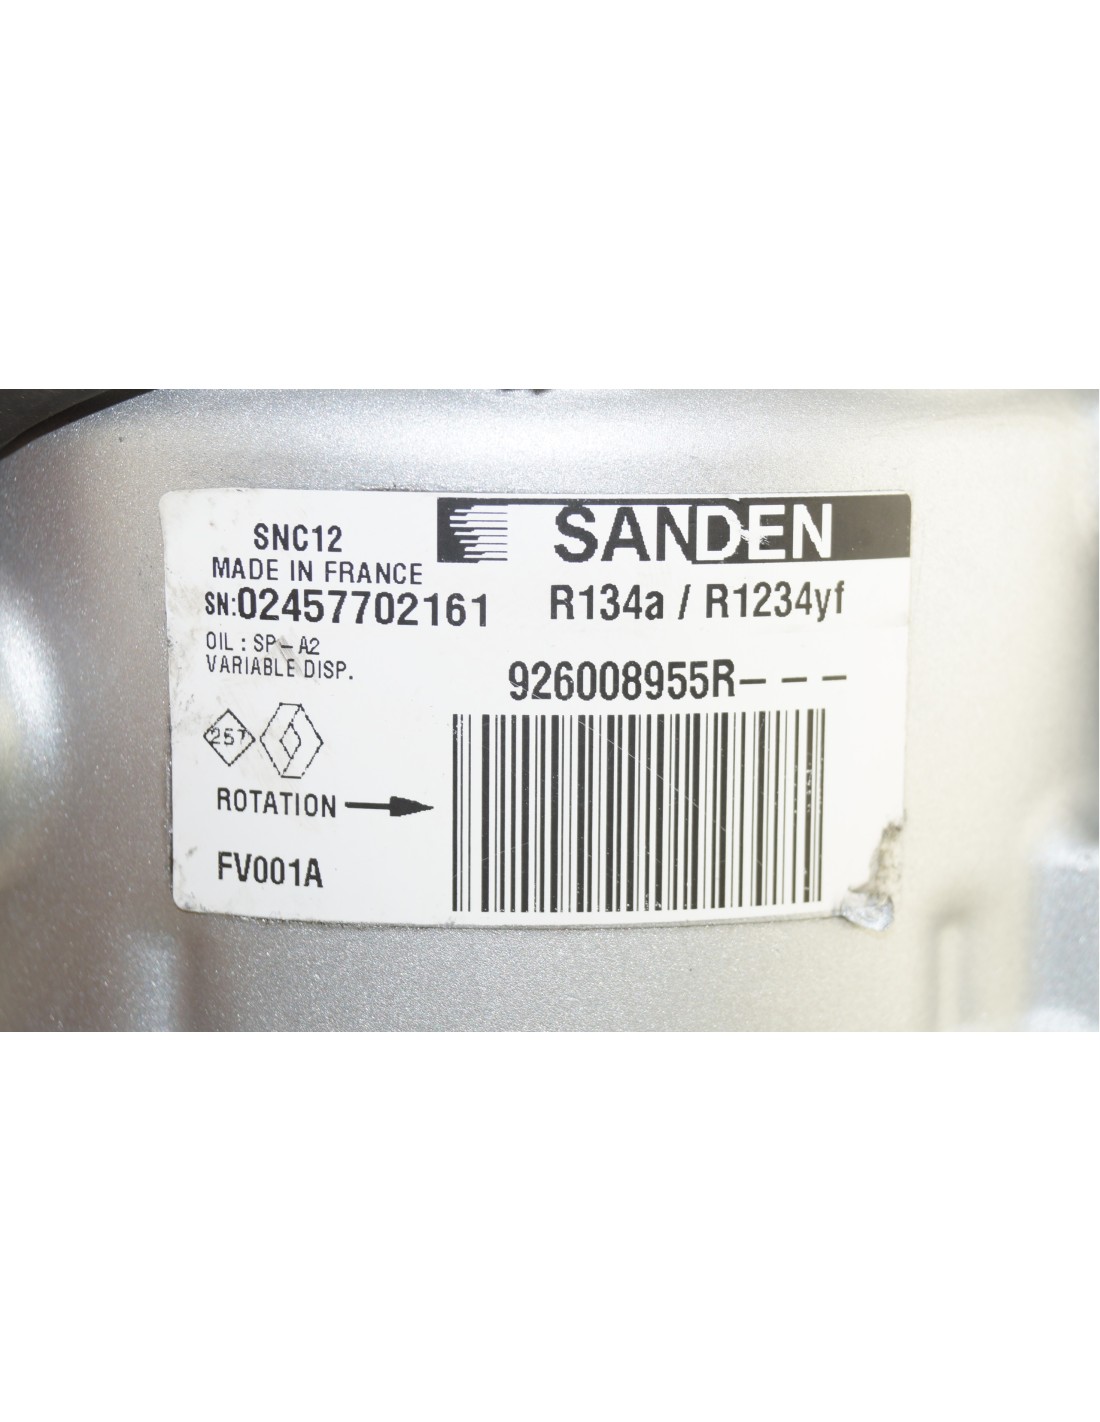 SNC12
SANDEN
MADE IN FRANCE
SN:02457702161
R134a / R1234yf
OIL : SP-A2
VARIABLE DISP.
926008955R---
257
ROTATION
FV001A